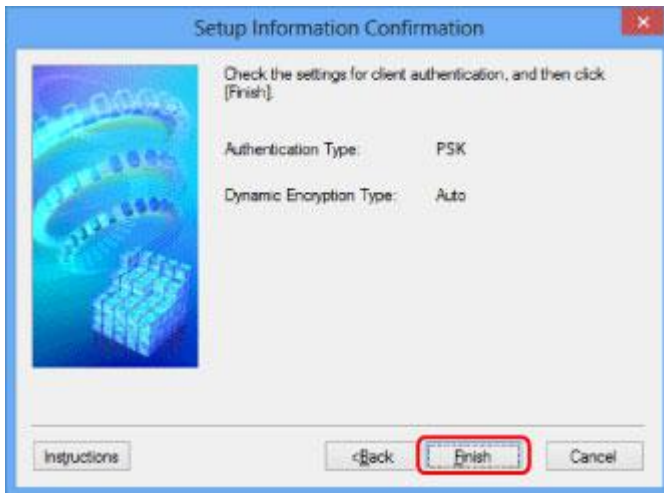 Setup Information Confirmation
Check the settings for client authentication, and then click
[Finish].
Authentication Type: PSK
Dynamic Encryption Type: Auto
Instructions <Back Finish Cancel